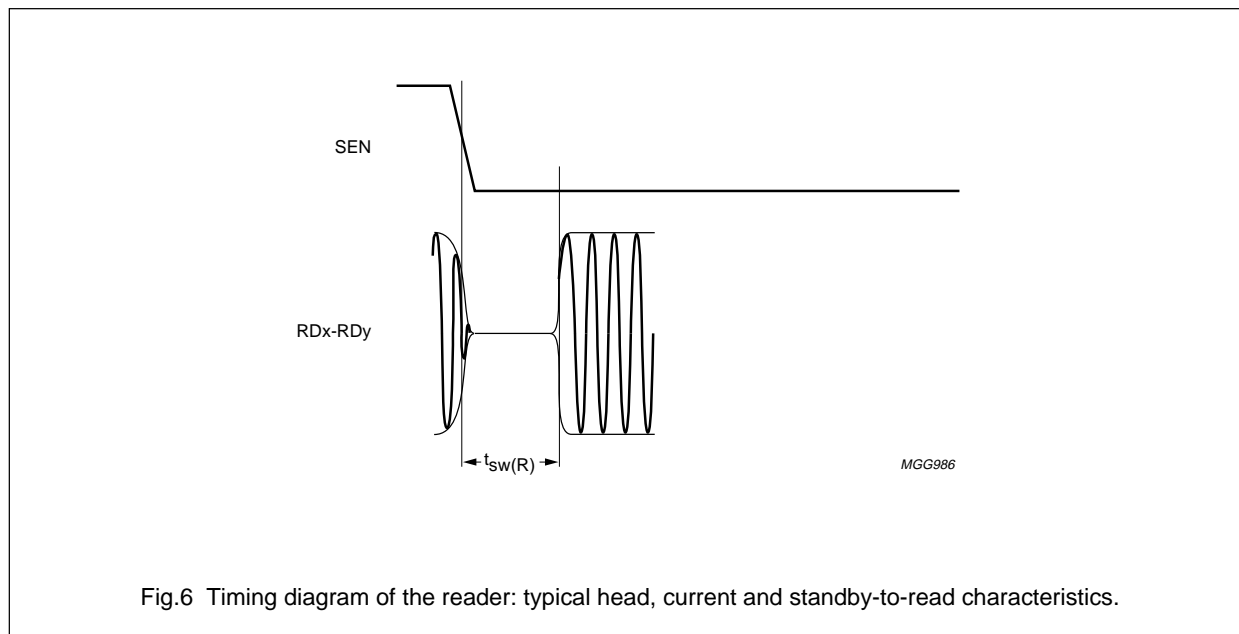 SEN
RDx-RDy
tsw(R)
MGG986
Fig.6 Timing diagram of the reader: typical head, current and standby-to-read characteristics.